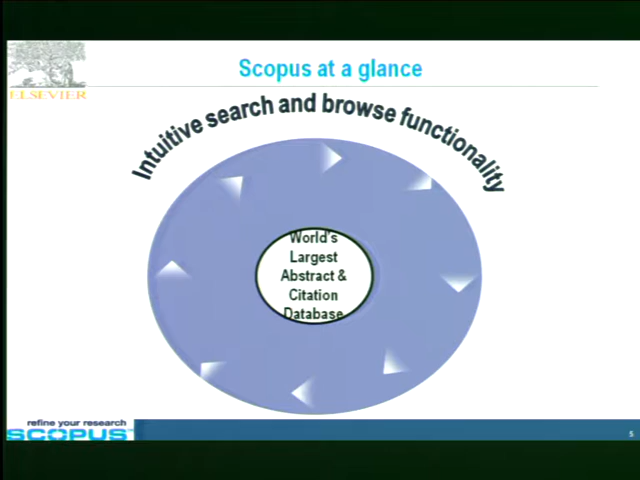 Scopus at a glance
ELSEVIER
Intuitive search and browse functionality
World's
Largest
Abstract &
Citation
Database
refine your research
SCOPUS
5